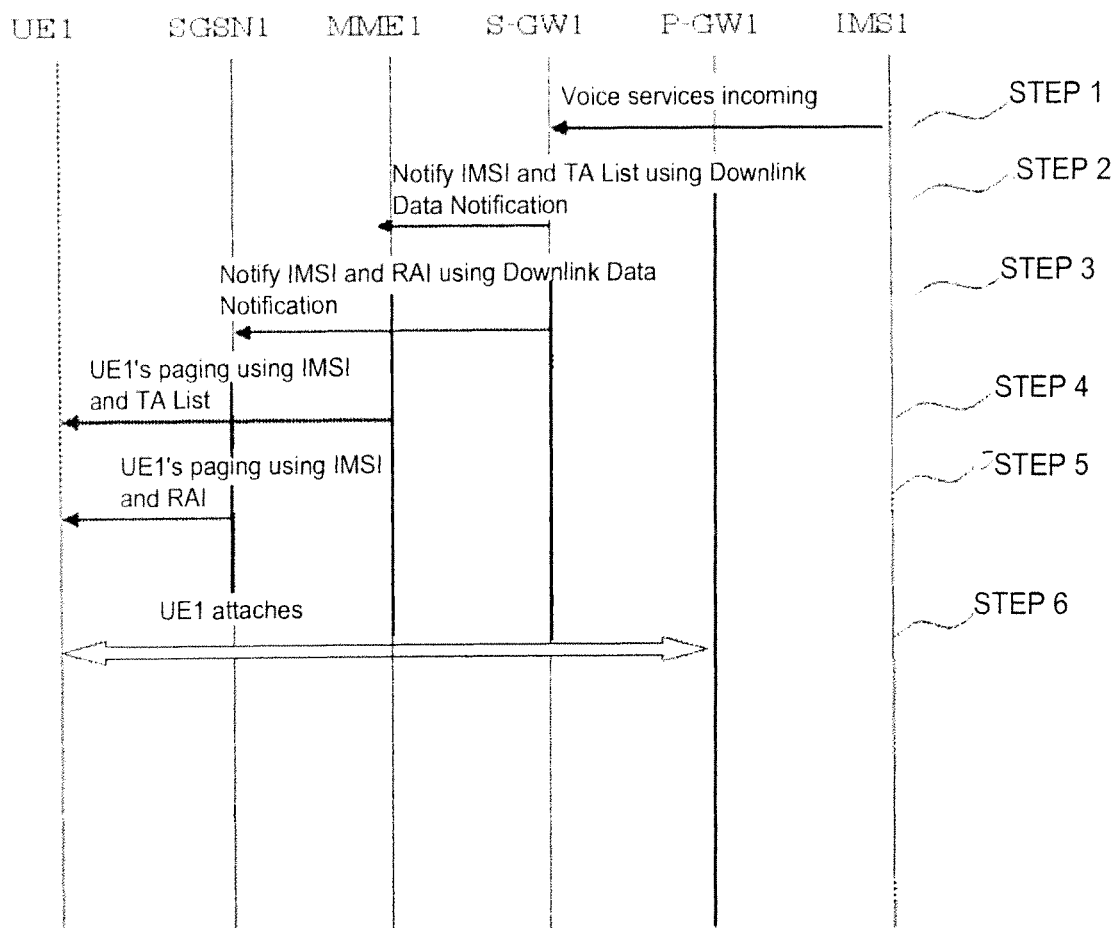 UE1 SGSN1 MME1 S-GW1 P-GW1 IMS1
Voice services incoming
STEP 1
Notify IMSI and TA List using Downlink
Data Notification
STEP 2
Notify IMSI and RAI using Downlink Data
Notification
STEP 3
UE1's paging using IMSI
and TA List
STEP 4
UE1's paging using IMSI
and RAI
STEP 5
UE1 attaches
STEP 6